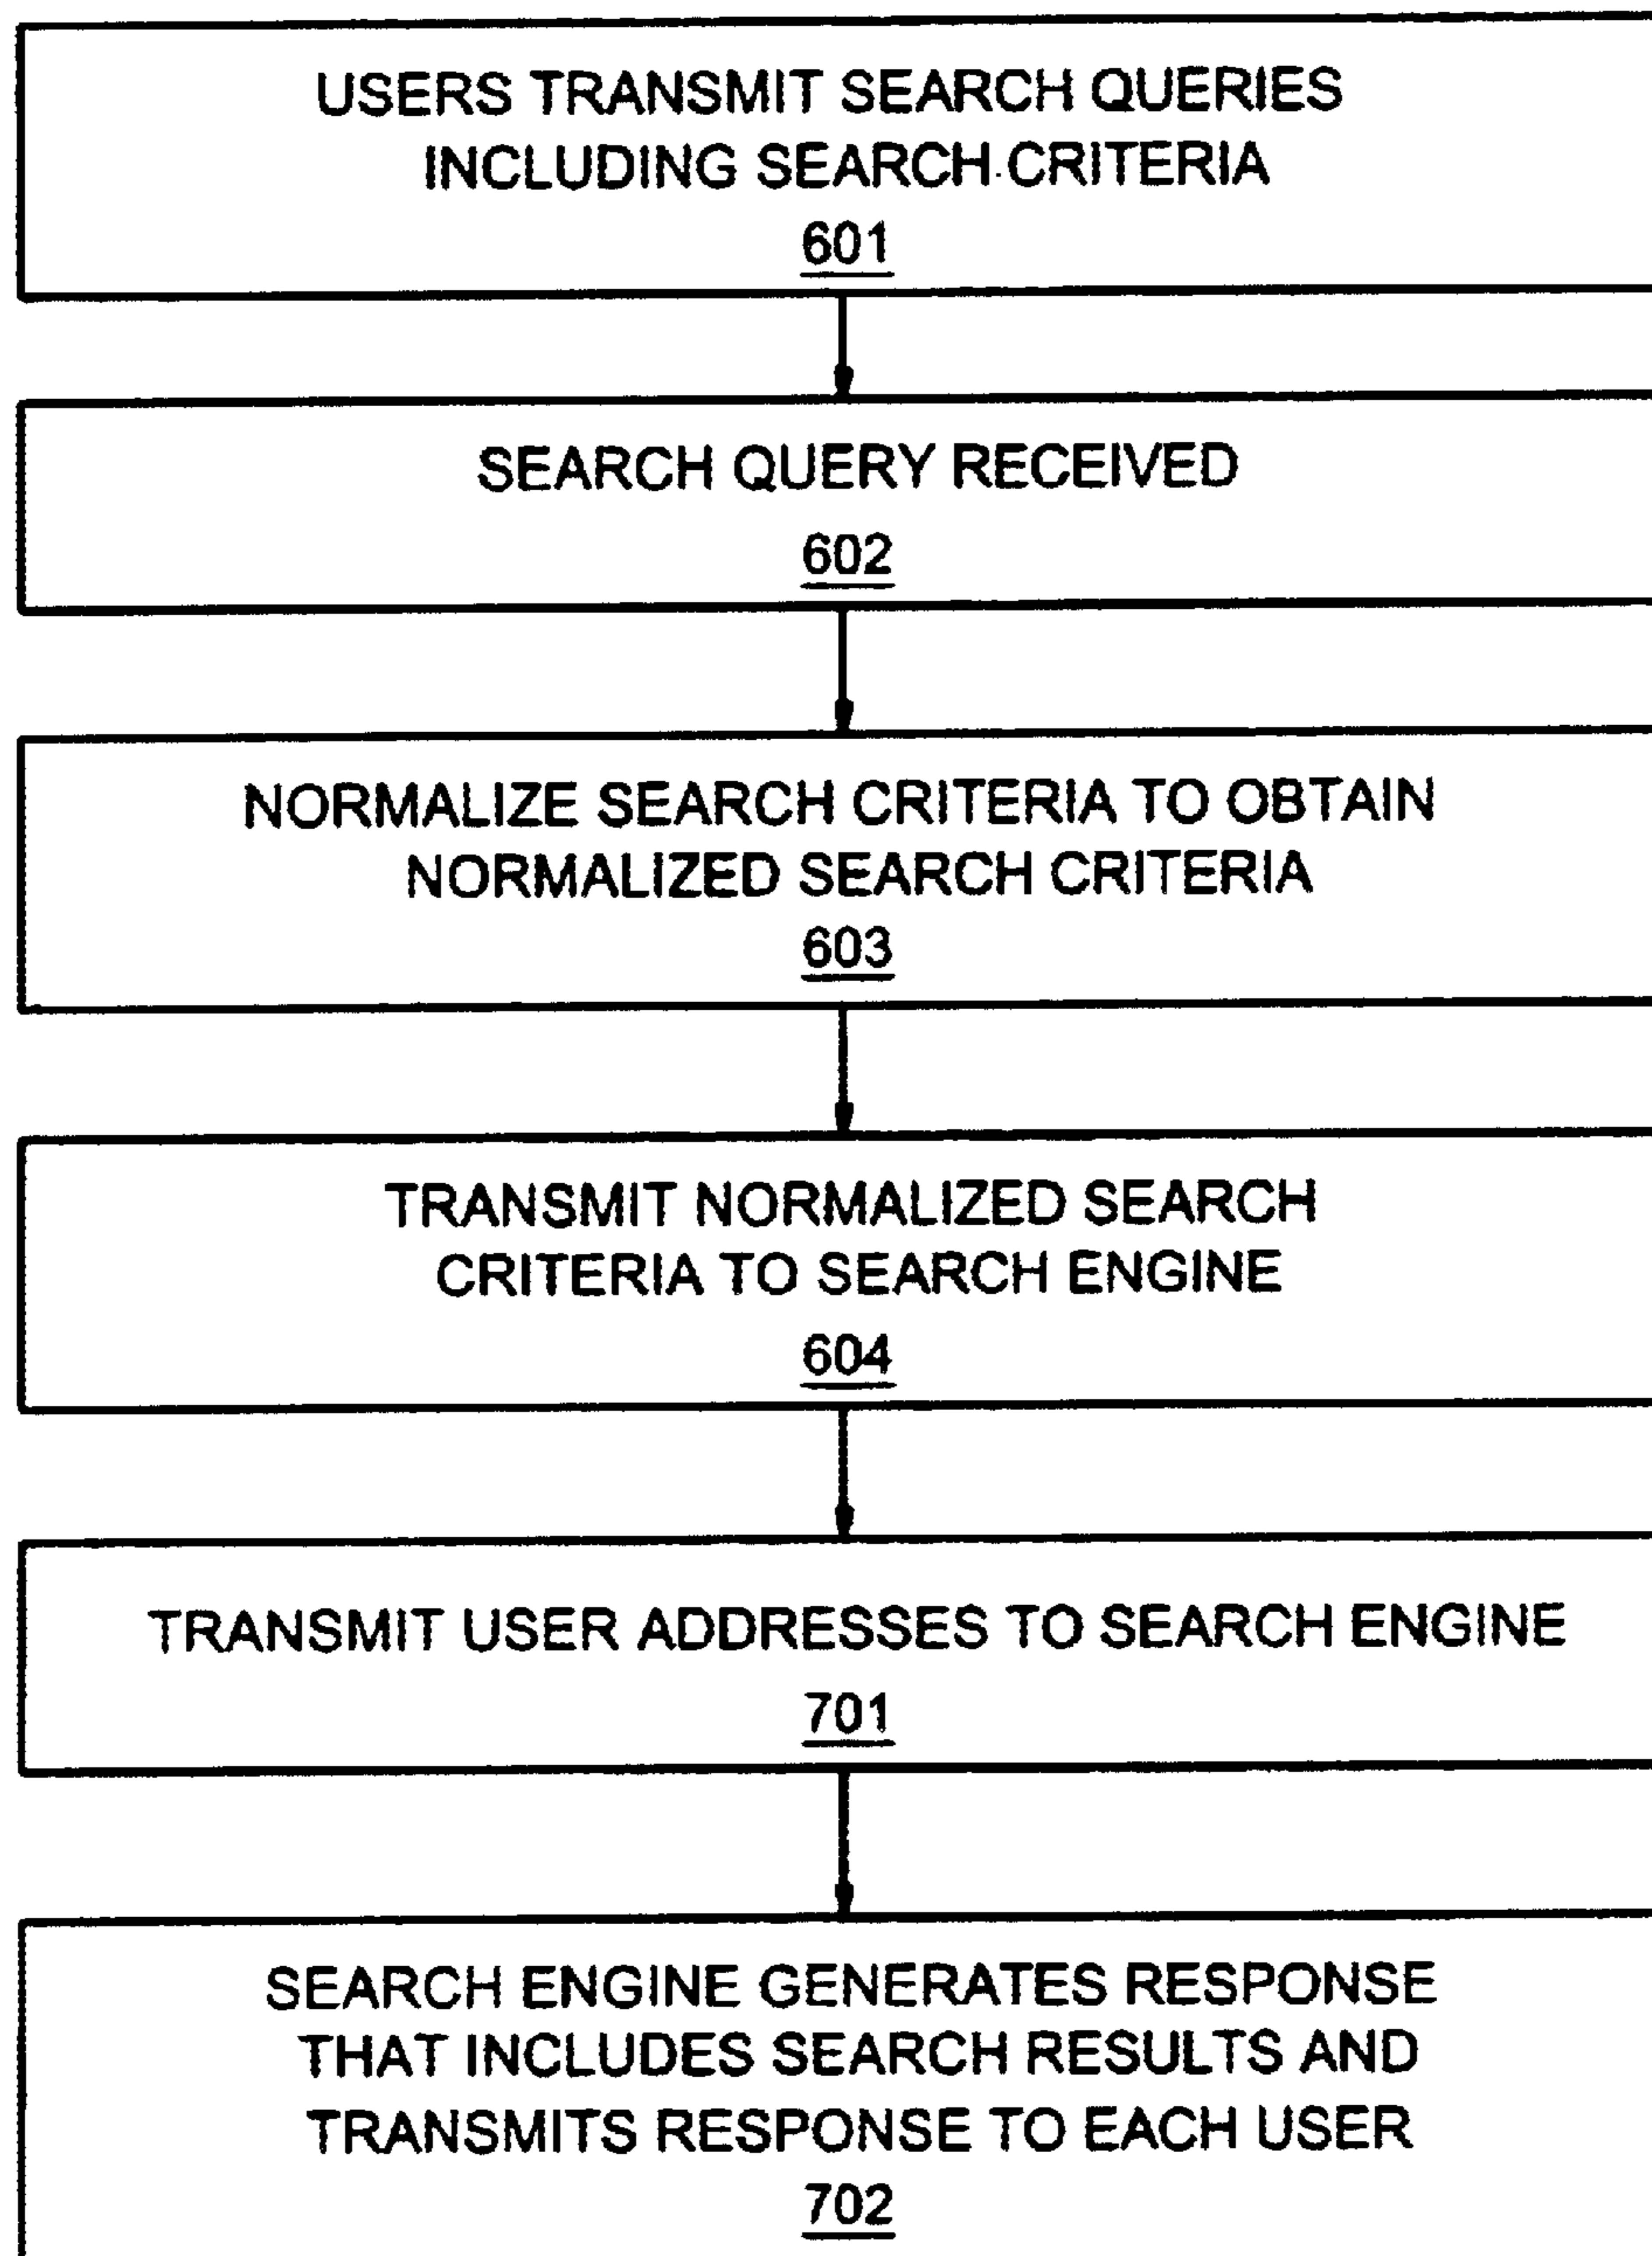 USERS TRANSMIT SEARCH QUERIES
INCLUDING SEARCH CRITERIA
601
SEARCH QUERY RECEIVED
602
NORMALIZE SEARCH CRITERIA TO OBTAIN
NORMALIZED SEARCH CRITERIA
603
TRANSMIT NORMALIZED SEARCH
CRITERIA TO SEARCH ENGINE
604
TRANSMIT USER ADDRESSES TO SEARCH ENGINE
701
SEARCH ENGINE GENERATES RESPONSE
THAT INCLUDES SEARCH RESULTS AND
TRANSMITS RESPONSE TO EACH USER
702